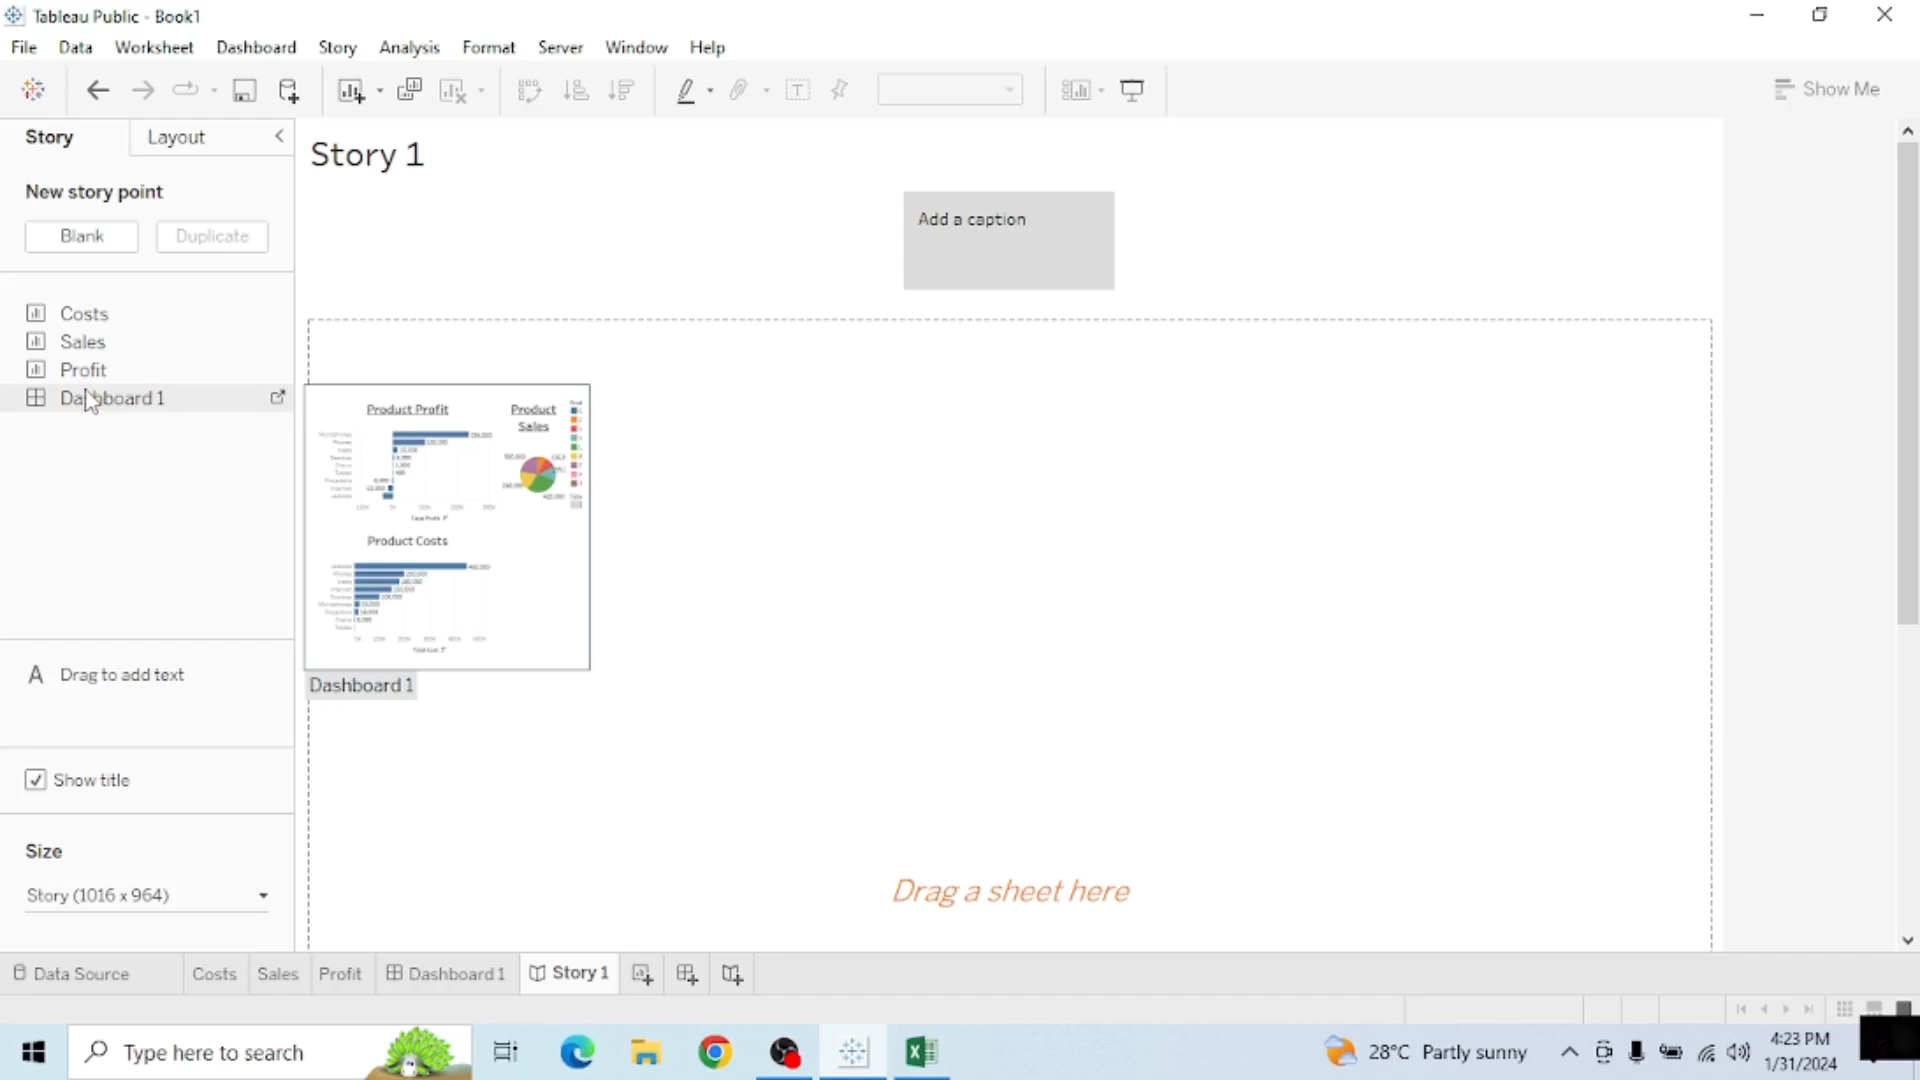 Tableau Public - Book1
File Data Worksheet Dashboard Story Analysis Format Server Window Help
Show Me
Story Layout
New story point
Blank Duplicate
Costs
Sales
Profit
Dashboard 1
Drag to add text
Show title
Size
Story (1016 x 964)
Story 1
Add a caption
Product Profit
Product
Sales
Product Costs
Dashboard 1
Drag a sheet here
Data Source Costs Sales Profit Dashboard 1 Story 1
Type here to search
28°C Partly sunny
4:23 PM
1/31/2024